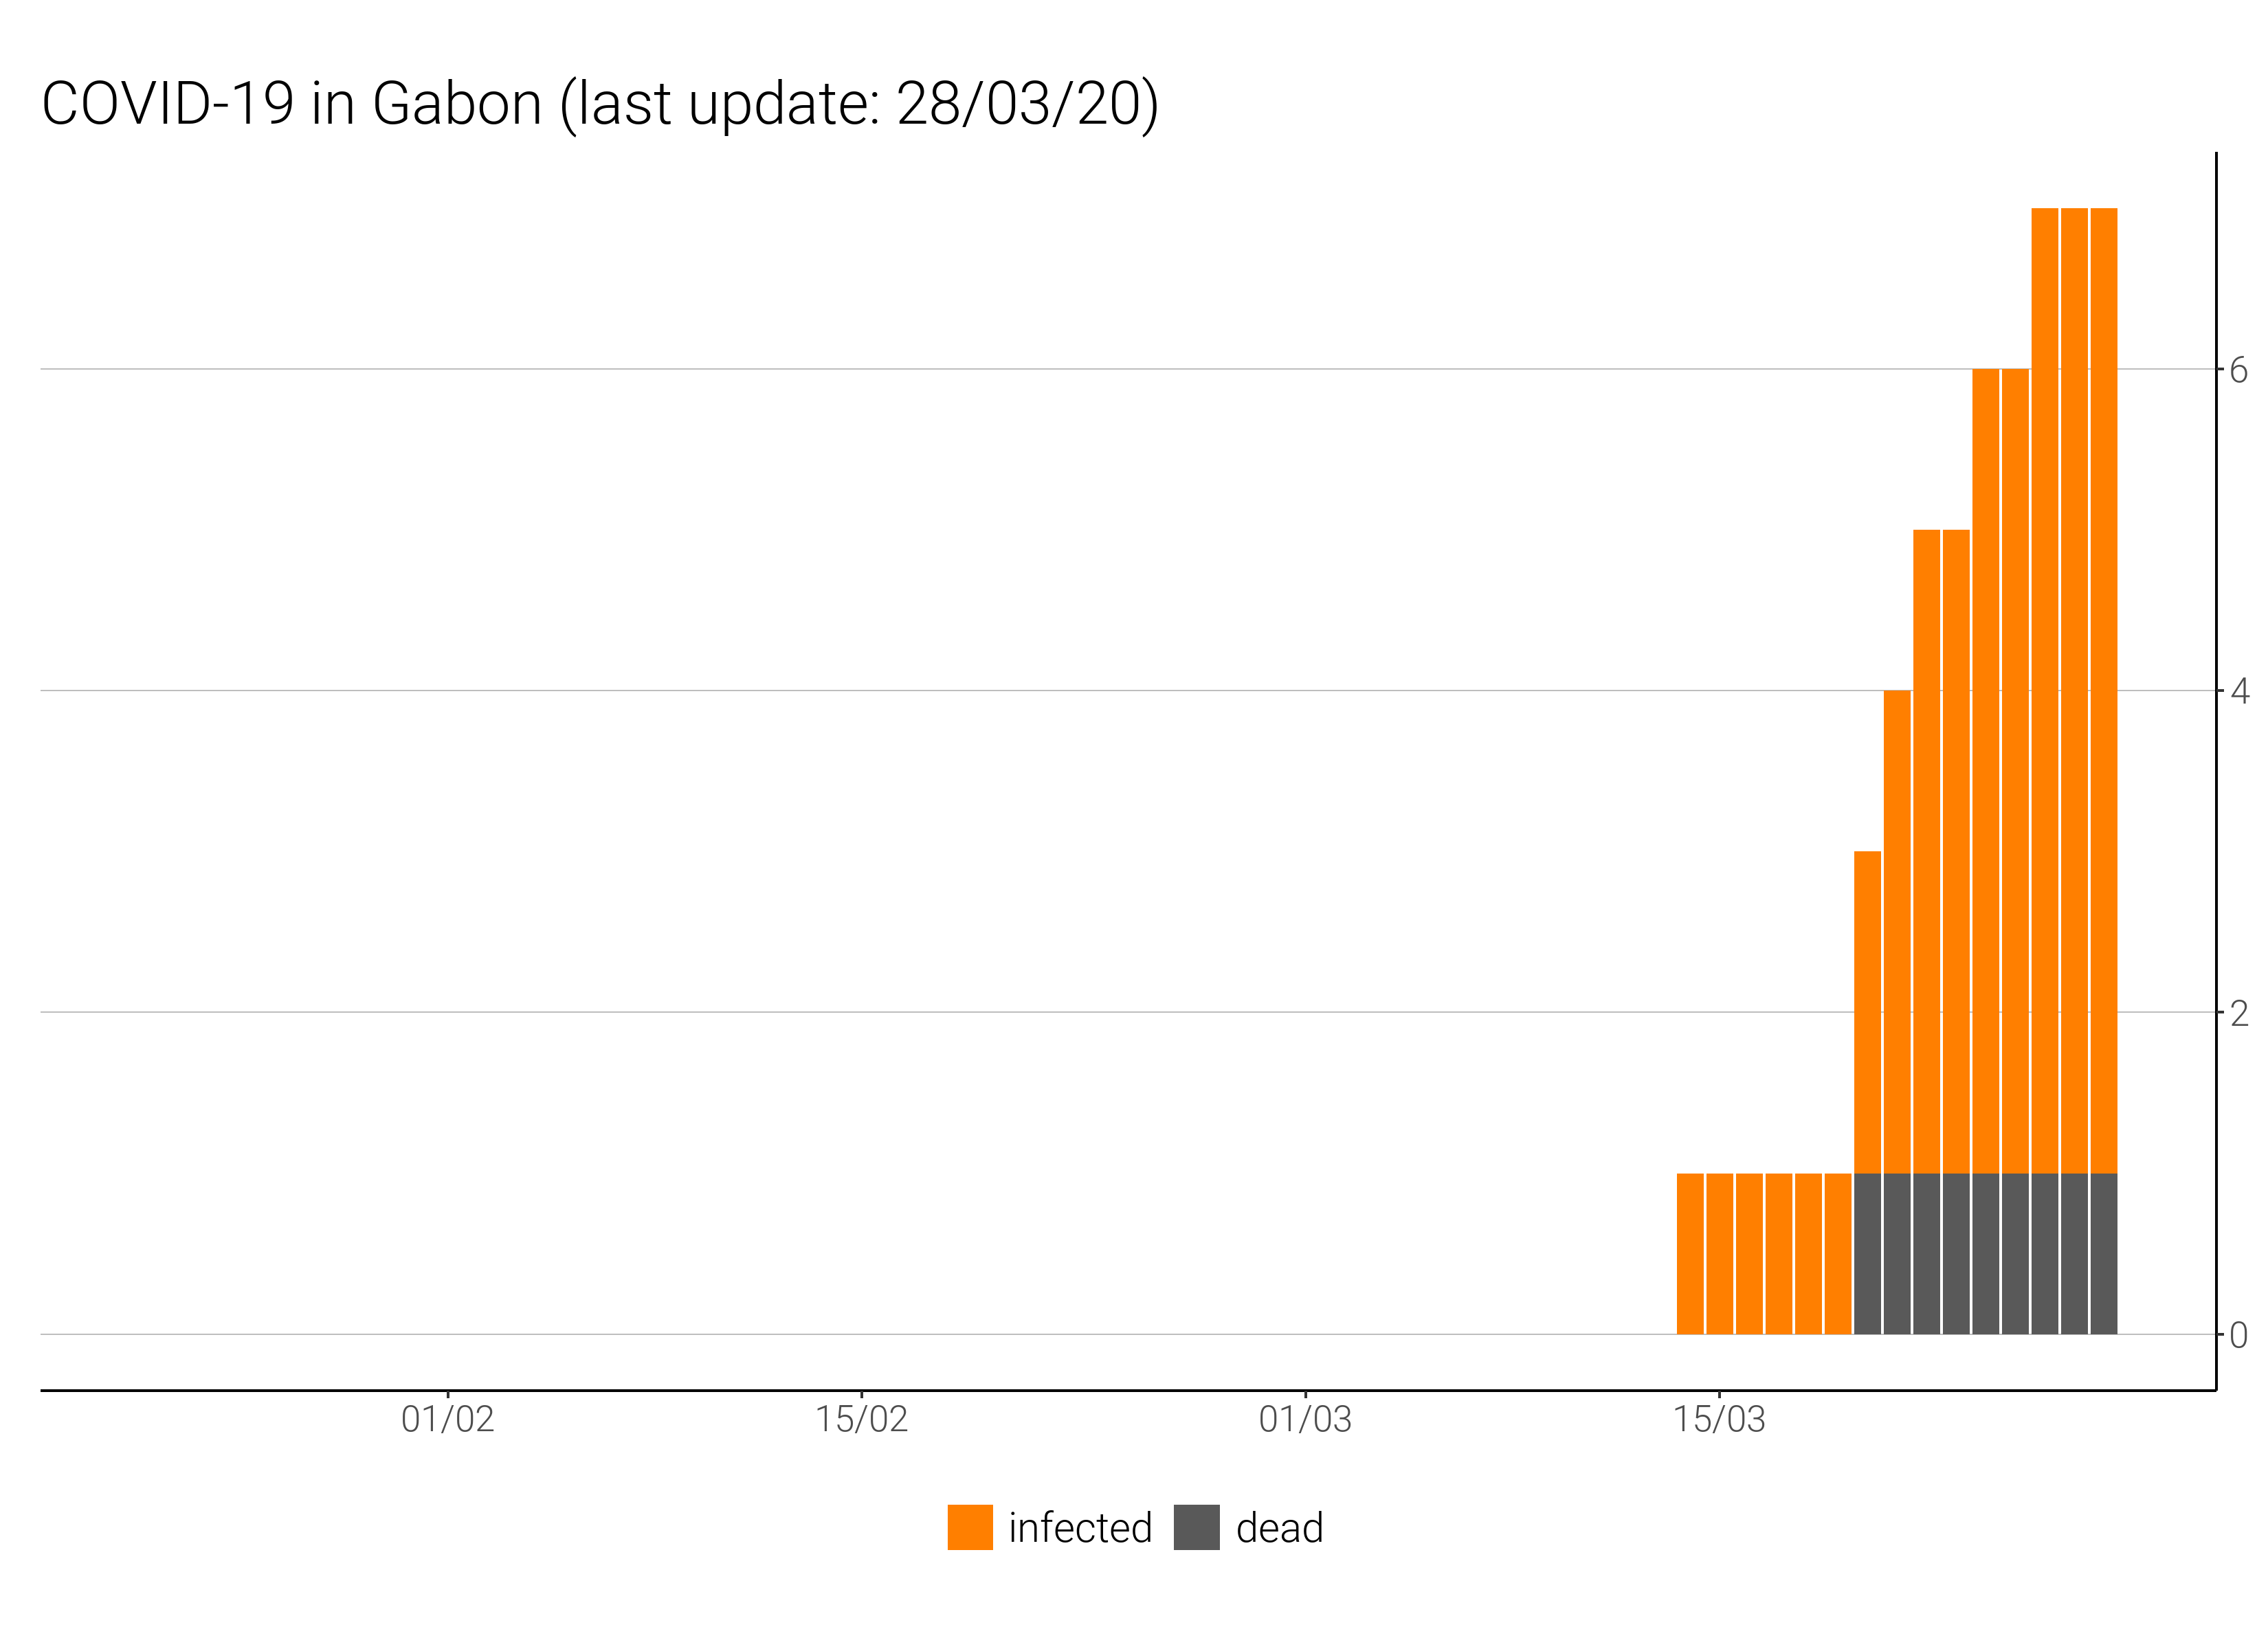 COVID-19 in Gabon (last update: 28/03/20)
6
4
2
0
01/02 15/02 01/03 15/03
infected dead